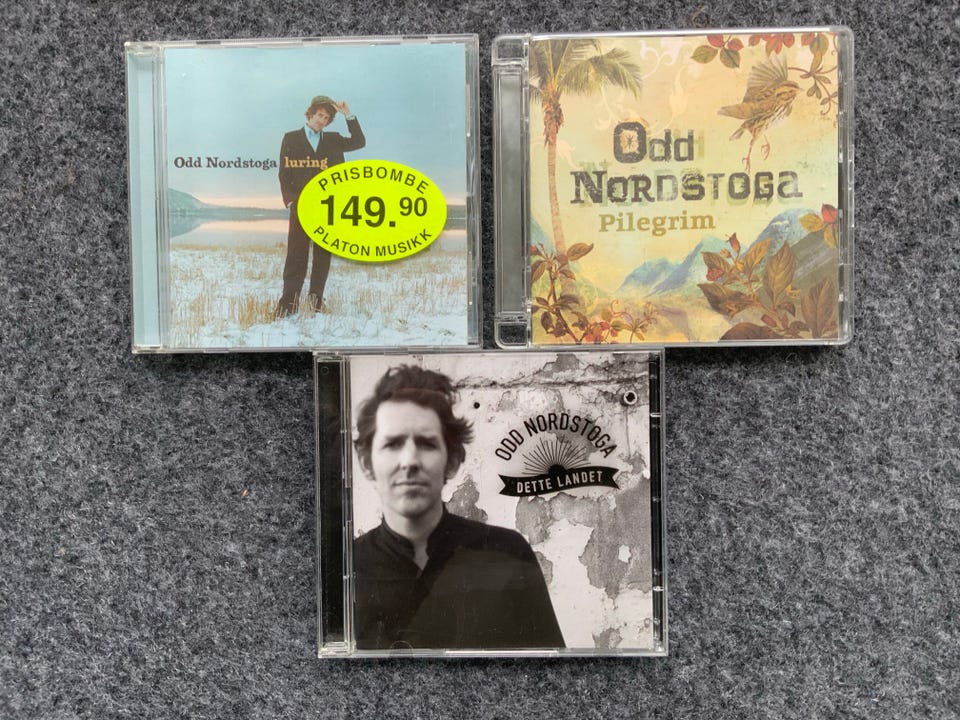 Odd Nordstoga luring
PRISBOMBE
149.90
PLATON MUSIKK
Odd
Nordstoga
Pilegrim
ODD NORDSTOGA
DETTE LANDET